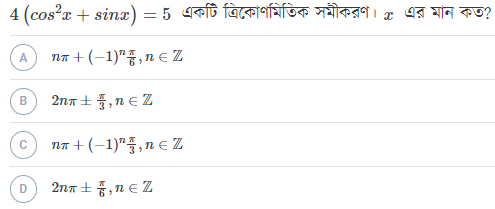 4 (cos²x + sinx) = 5 একটি ত্রিকোণমিতিক সমীকরণ। x এর মান কত?
A nπ + (−1)ⁿ π/6, n ∈ ℤ
B 2nπ ± π/3, n ∈ ℤ
C nπ + (−1)ⁿ π/3, n ∈ ℤ
D 2nπ ± π/6, n ∈ ℤ